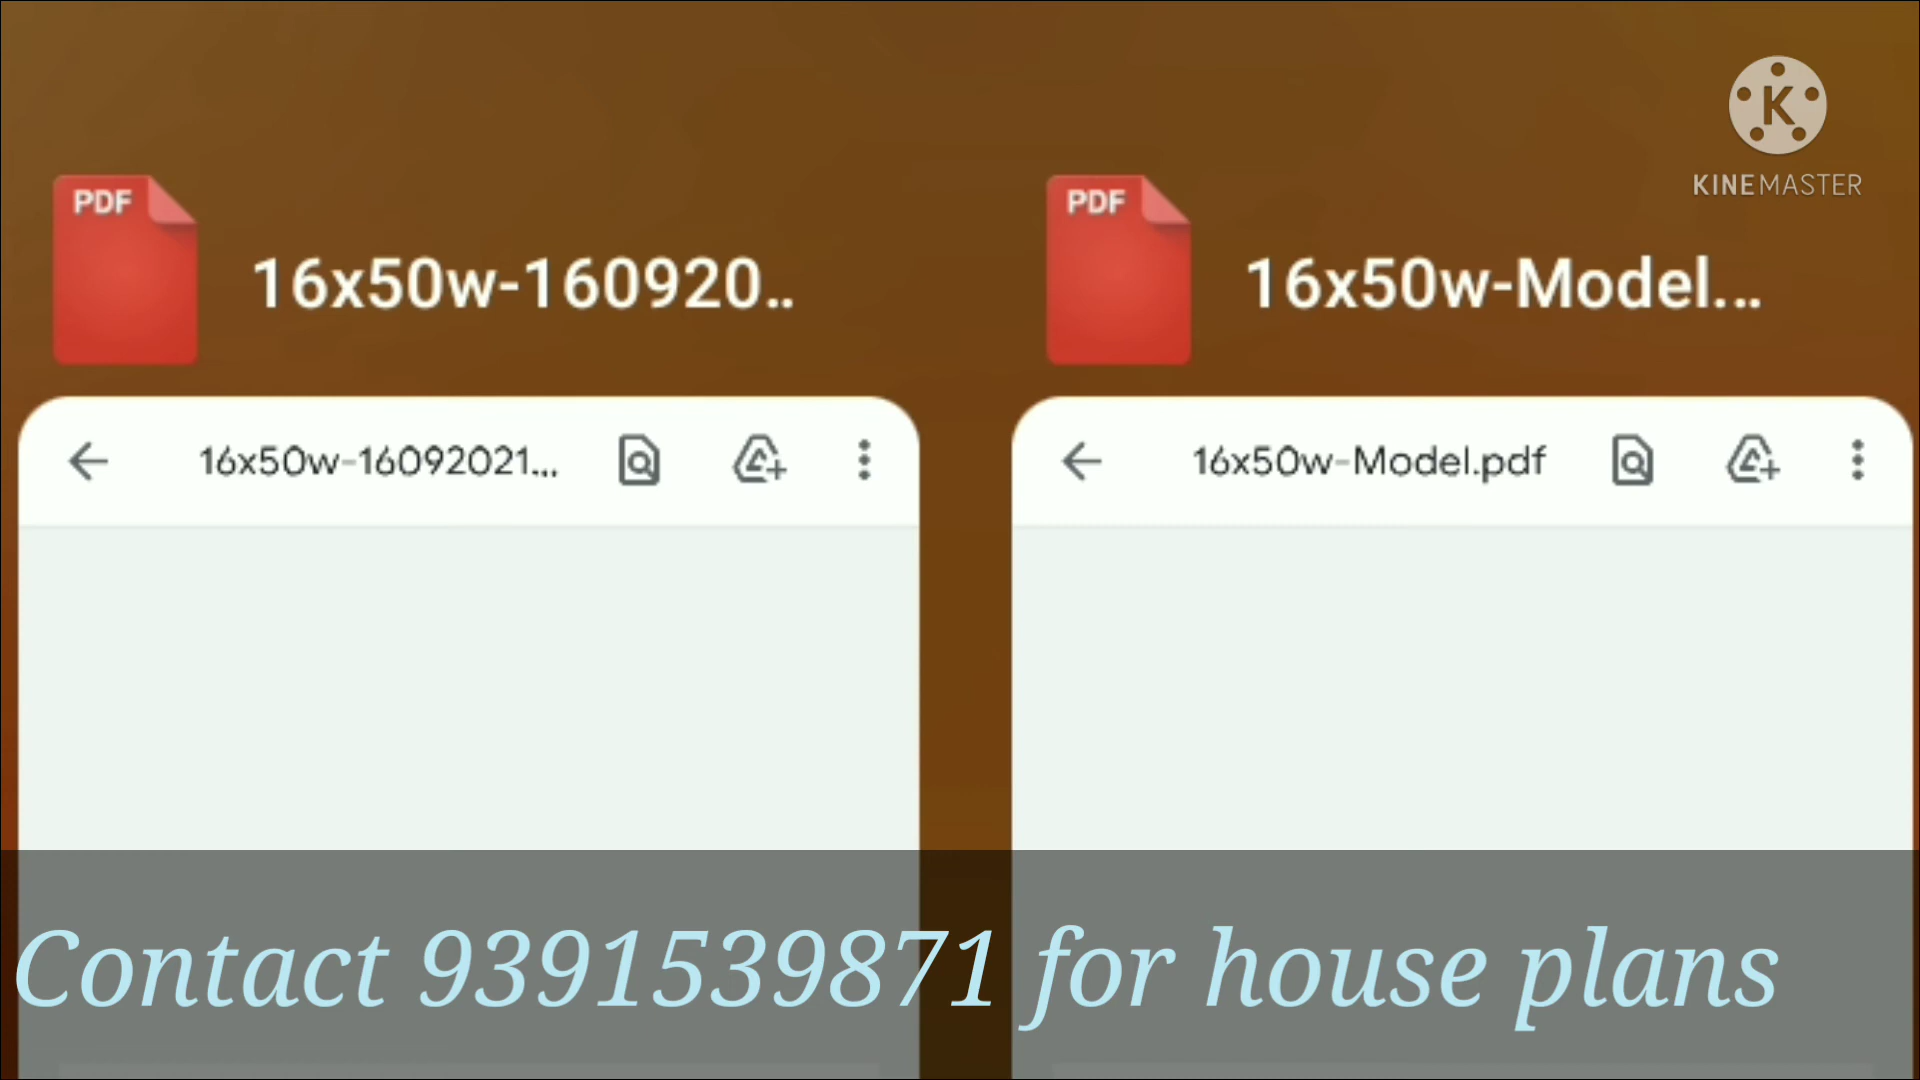 KINEMASTER
PDF
16x50w-160920..
PDF
16x50w-Model...
16x50w-16092021...
16x50w-Model.pdf
Contact 9391539871 for house plans